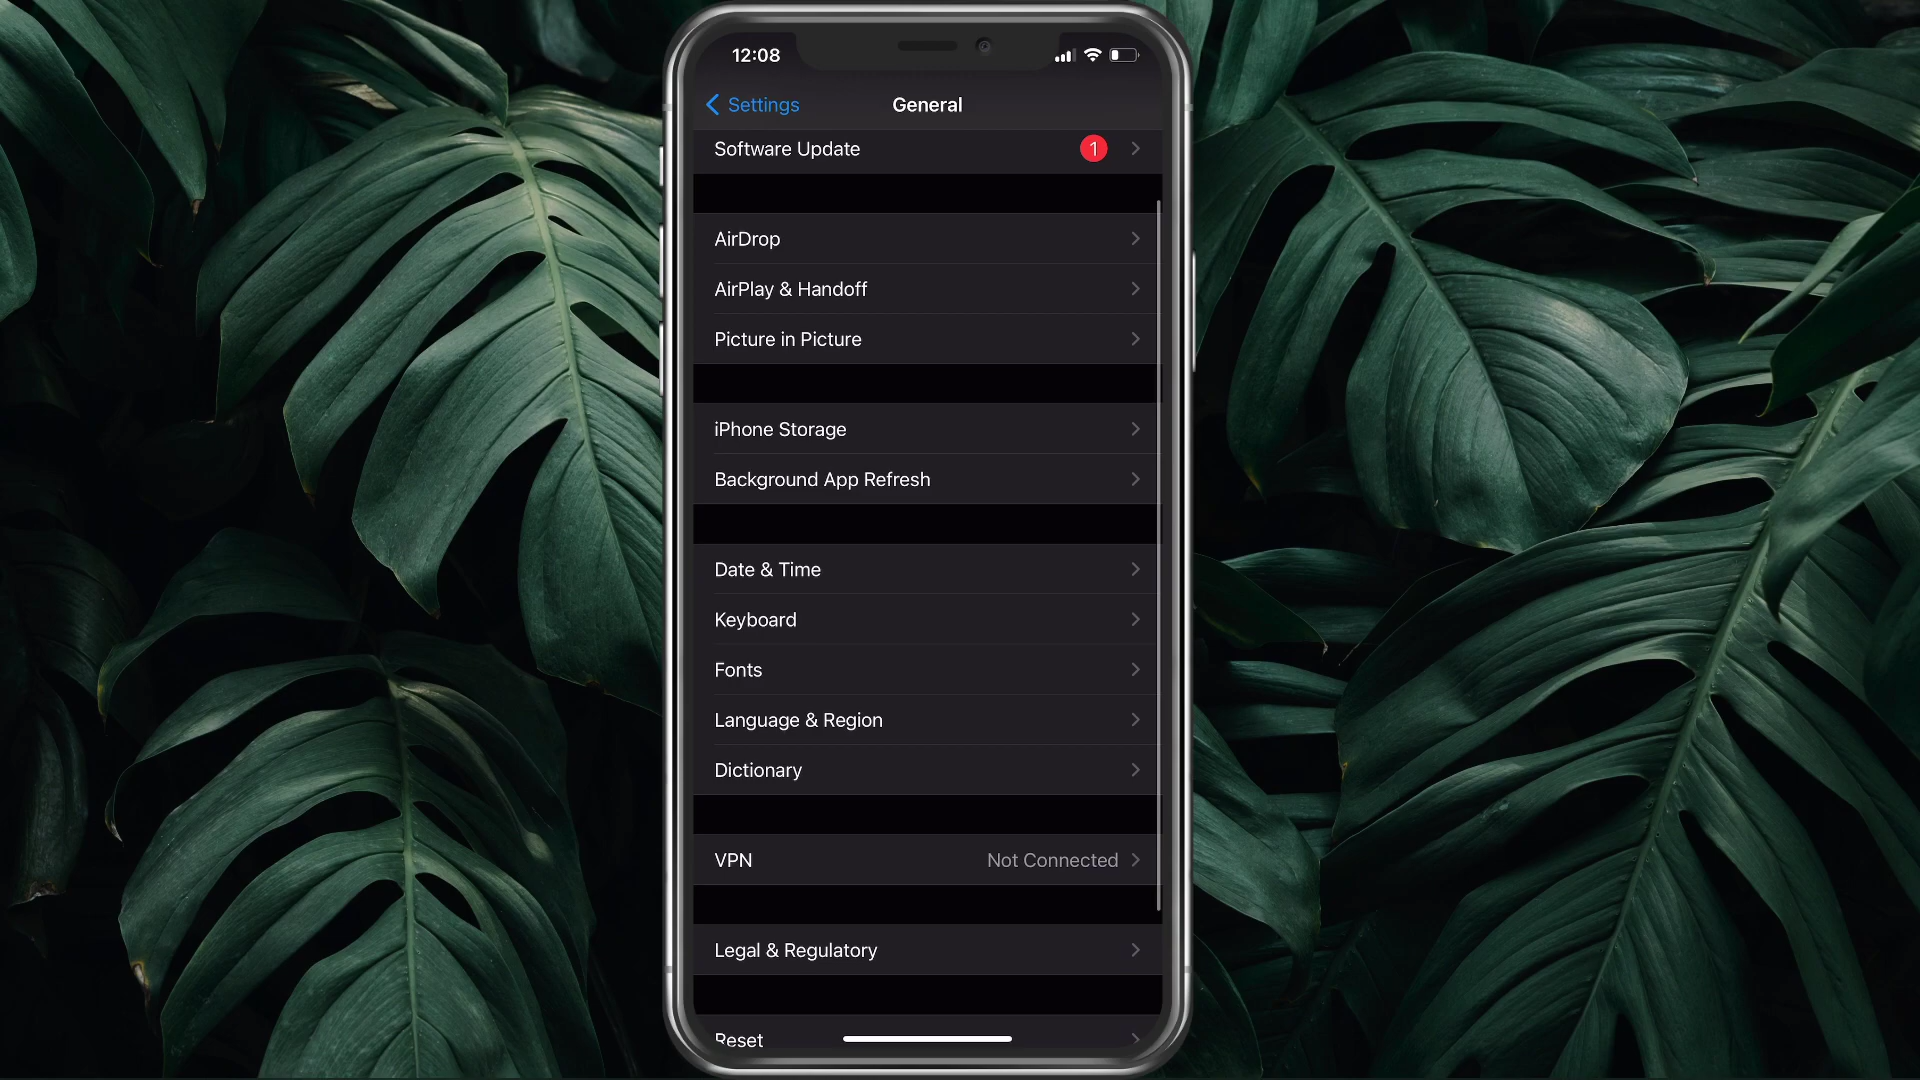 12:08
Settings
General
Software Update 1
AirDrop
AirPlay & Handoff
Picture in Picture
iPhone Storage
Background App Refresh
Date & Time
Keyboard
Fonts
Language & Region
Dictionary
VPN Not Connected
Legal & Regulatory
Reset